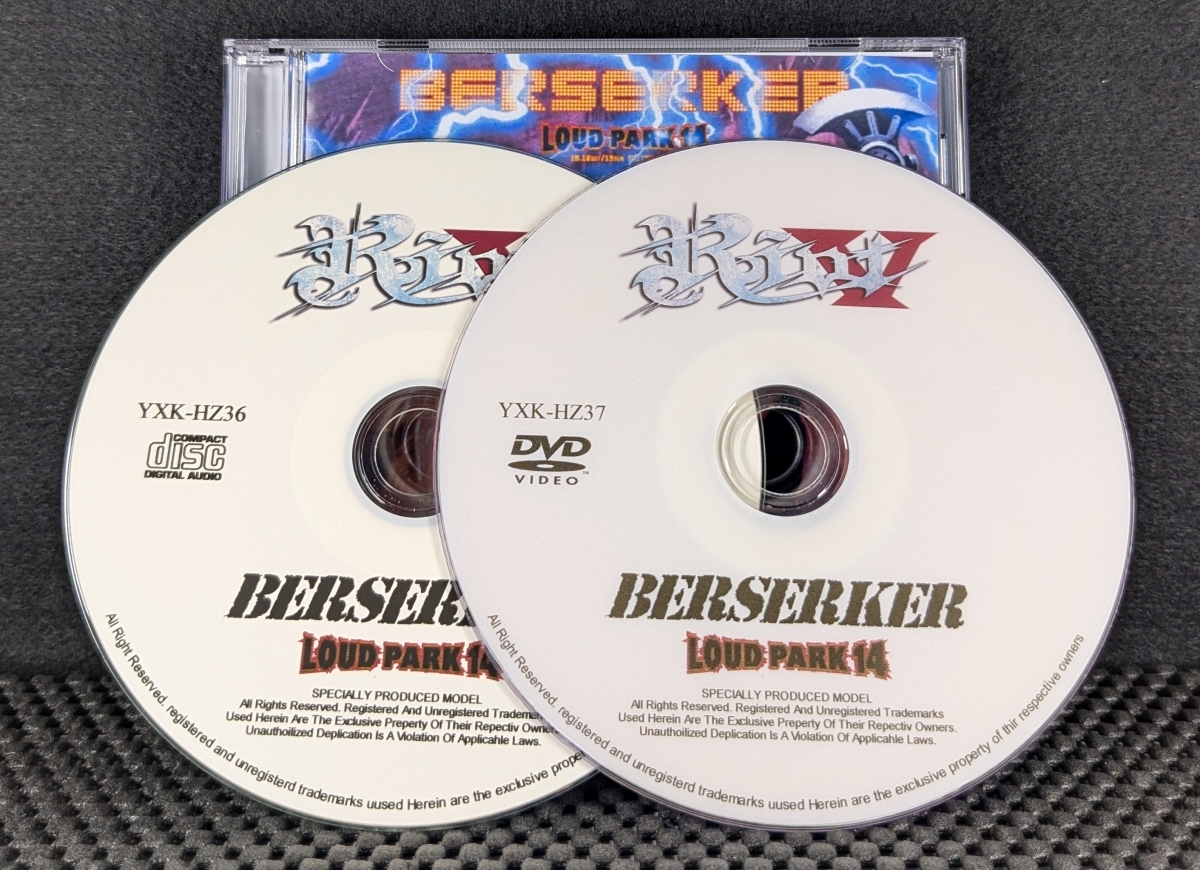 BERSERKER
LOUD PARK 14
Riot
YXK-HZ36
COMPACT
disc
DIGITAL AUDIO
LOUD PARK 14
SPECIALLY PRODUCED MODEL
All Rights Reserved. Registered And Unregistered
Used Herein Are The Exclusive Preperty Of Their Repectiv
Unauthoilized Deplication Is A Violation Of Applicahle Laws.
All Right Reserved. registered and unregisterd trademarks uused Herein are the exclusive
Riot V
YXK-HZ37
DVD
VIDEO
TM
BERSERKER
LOUD PARK 14
SPECIALLY PRODUCED MODEL
All Rights Reserved. Registered And Unregistered Trademarks
Used Herein Are The Exclusive Preperty Of Their Repectiv Owners.
Unauthoilized Deplication Is A Violation Of Applicahle Laws.
All Right Reserved. registered and unregisterd trademarks uused Herein are the exclusive property of thir respective owners